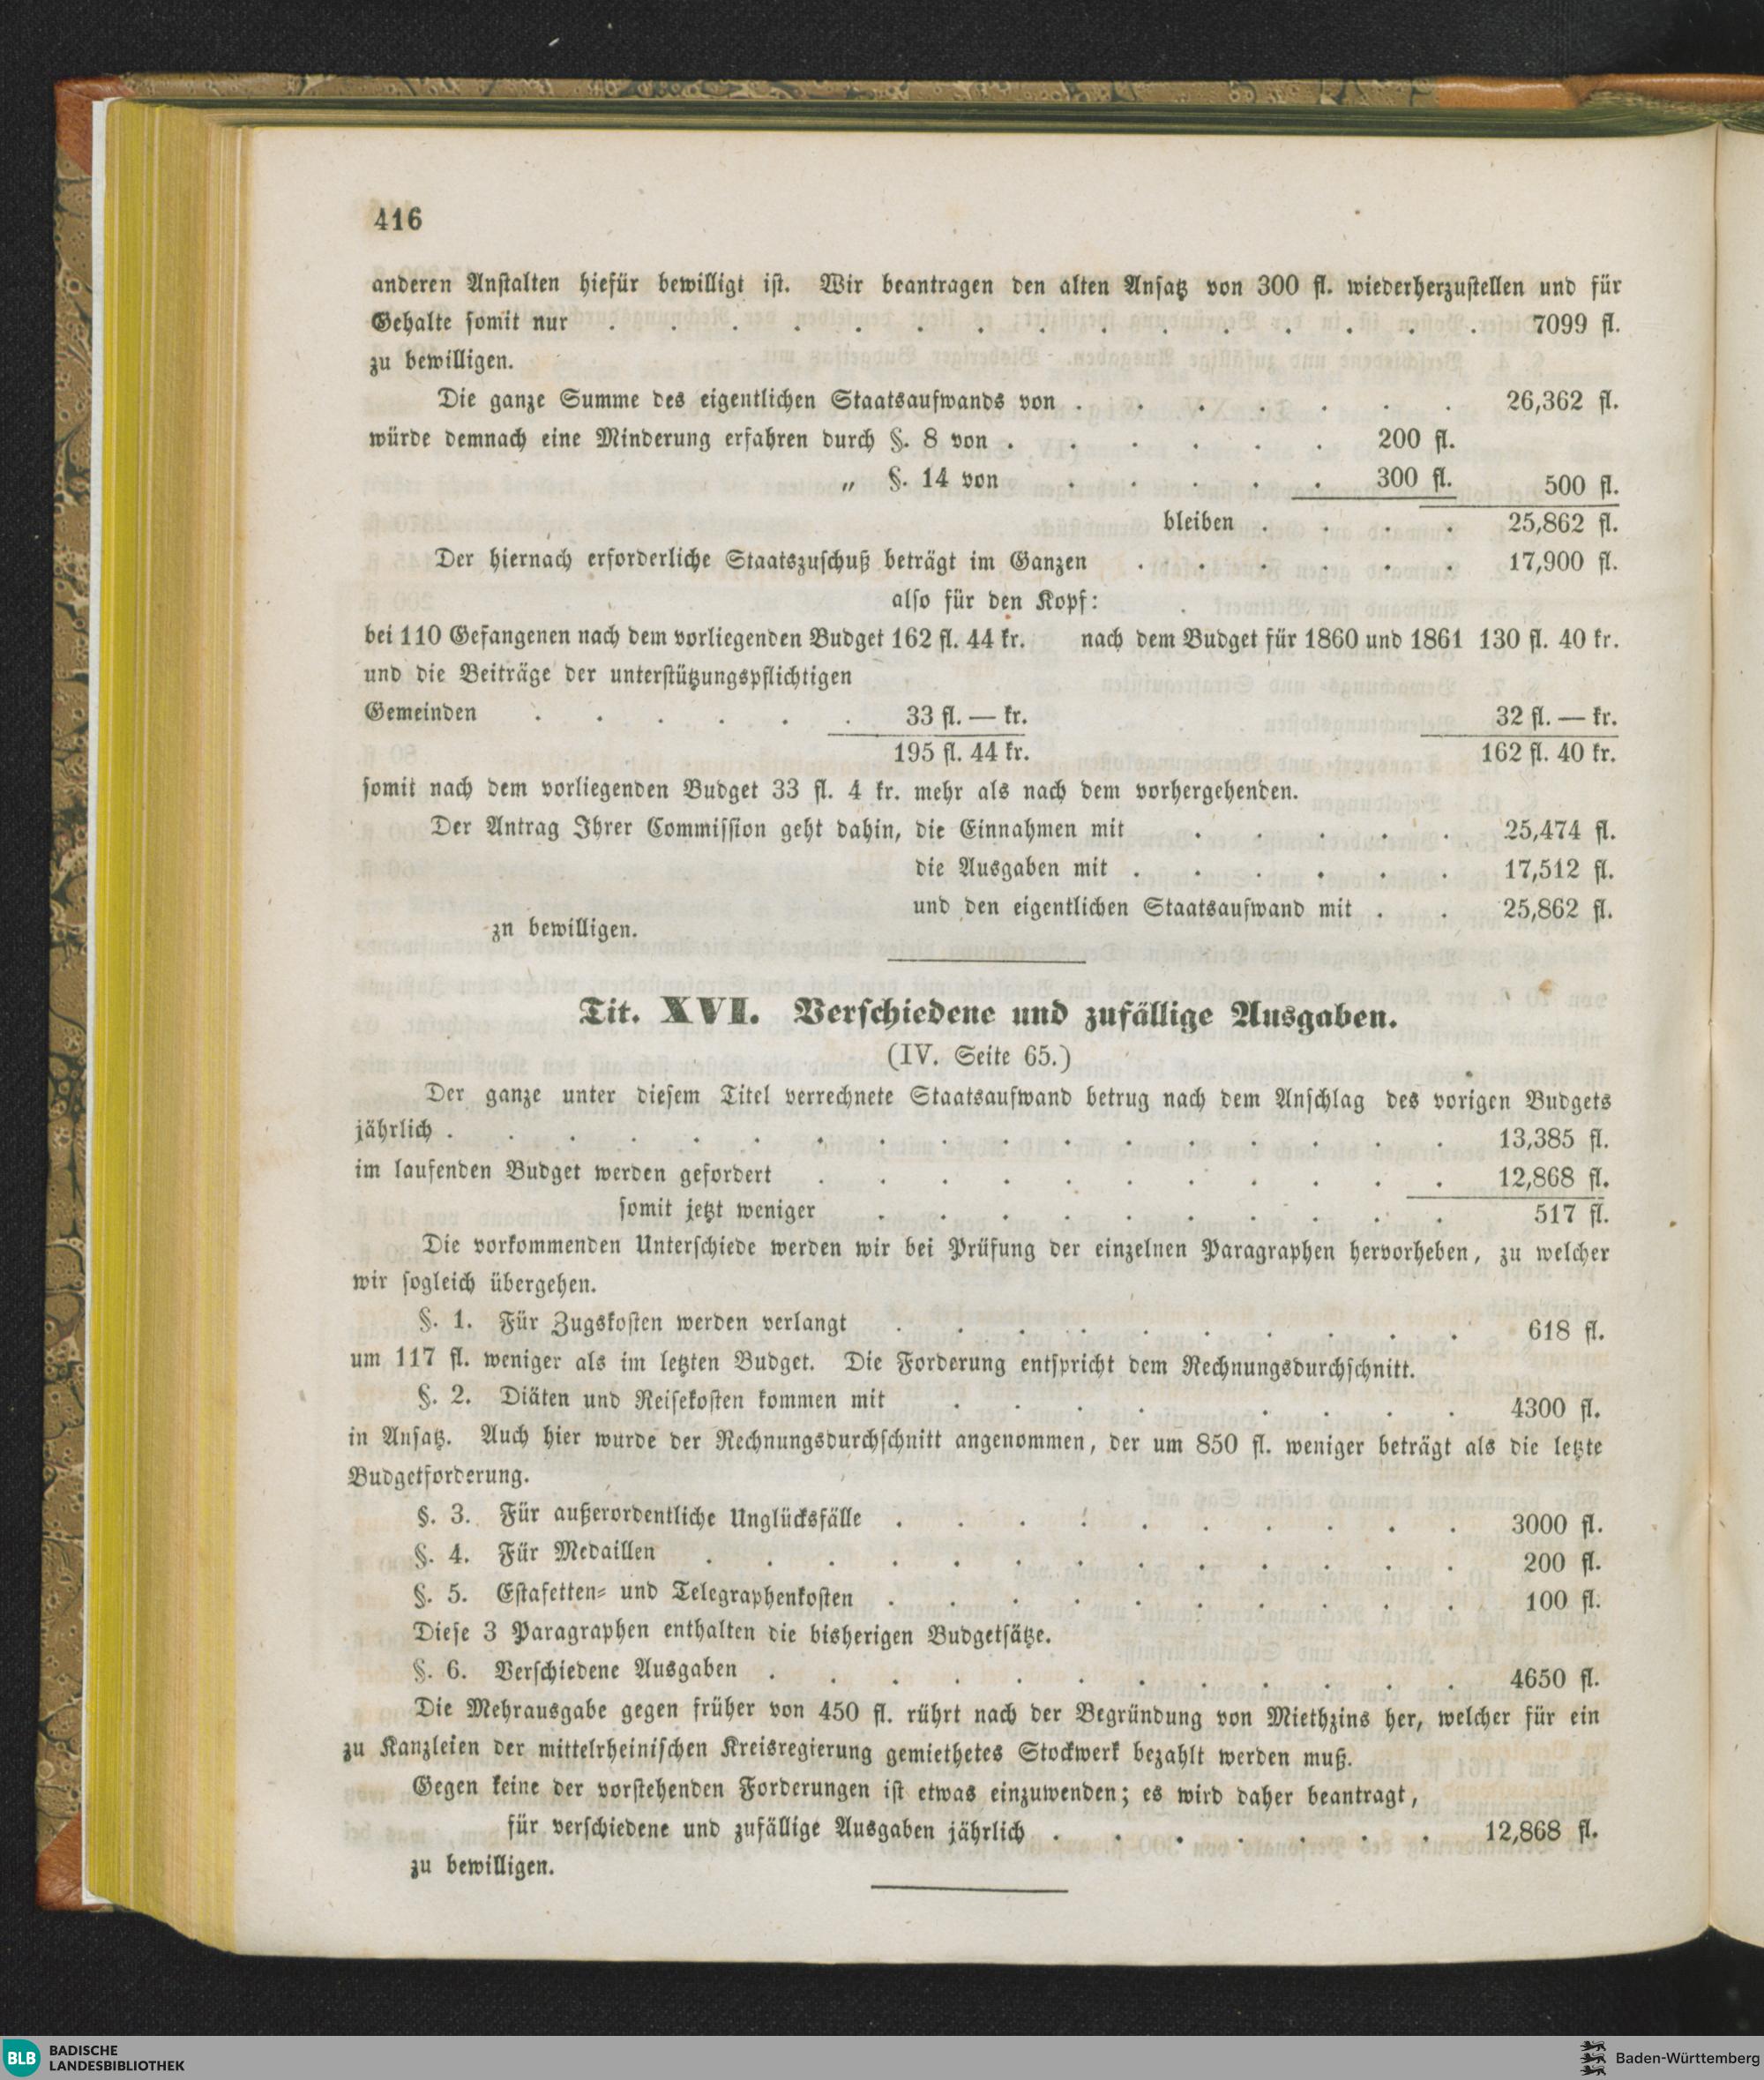 416
anderen Anstalten hiefür bewilligt ist. Wir beantragen den alten Ansatz von 300 fl. wiederherzustellen und für
Gehalte somit nur . . . . . . . . . . . . . . . 7099 fl.
zu bewilligen.
Die ganze Summe des eigentlichen Staatsaufwands von . . . . . . . 26,362 fl.
würde demnach eine Minderung erfahren durch §. 8 von . . . . . . 200 fl.
„ §. 14 von . . . . . 300 fl. 500 fl.
bleiben . . . . 25,862 fl.
Der hiernach erforderliche Staatszuschuß beträgt im Ganzen . . . . . . 17,900 fl.
also für den Kopf:
bei 110 Gefangenen nach dem vorliegenden Budget 162 fl. 44 kr. nach dem Budget für 1860 und 1861 130 fl. 40 kr.
und die Beiträge der unterstützungspflichtigen
Gemeinden . . . . . . 33 fl. — kr. 32 fl. — kr.
195 fl. 44 kr. 162 fl. 40 kr.
somit nach dem vorliegenden Budget 33 fl. 4 kr. mehr als nach dem vorhergehenden.
Der Antrag Ihrer Commission geht dahin, die Einnahmen mit . . . . . 25,474 fl.
die Ausgaben mit . . . . . . 17,512 fl.
und den eigentlichen Staatsaufwand mit . . 25,862 fl.
zn bewilligen.
Tit. XVI. Verschiedene und zufällige Ausgaben.
(IV. Seite 65.)
Der ganze unter diesem Titel verrechnete Staatsaufwand betrug nach dem Anschlag des vorigen Budgets
jährlich . . . . . . . . . . . . . . . . . 13,385 fl.
im laufenden Budget werden gefordert . . . . . . . . . . . 12,868 fl.
somit jetzt weniger . . . . . . . . . . 517 fl.
Die vorkommenden Unterschiede werden wir bei Prüfung der einzelnen Paragraphen hervorheben, zu welcher
wir sogleich übergehen.
§. 1. Für Zugskosten werden verlangt . . . . . . . . . . 618 fl.
um 117 fl. weniger als im letzten Budget. Die Forderung entspricht dem Rechnungsdurchschnitt.
§. 2. Diäten und Reisekosten kommen mit . . . . . . . . . 4300 fl.
in Ansatz. Auch hier wurde der Rechnungsdurchschnitt angenommen, der um 850 fl. weniger beträgt als die letzte
Budgetforderung.
§. 3. Für außerordentliche Unglücksfälle . . . . . . . . . . 3000 fl.
§. 4. Für Medaillen . . . . . . . . . . . . . 200 fl.
§. 5. Estafetten- und Telegraphenkosten . . . . . . . . . . 100 fl.
Diese 3 Paragraphen enthalten die bisherigen Budgetsätze.
§. 6. Verschiedene Ausgaben . . . . . . . . . . . . 4650 fl.
Die Mehrausgabe gegen früher von 450 fl. rührt nach der Begründung von Miethzins her, welcher für ein
zu Kanzleien der mittelrheinischen Kreisregierung gemiethetes Stockwerk bezahlt werden muß.
Gegen keine der vorstehenden Forderungen ist etwas einzuwenden; es wird daher beantragt,
für verschiedene und zufällige Ausgaben jährlich . . . . . . . 12,868 fl.
zu bewilligen.
BLB BADISCHE
LANDESBIBLIOTHEK
Baden-Württemberg